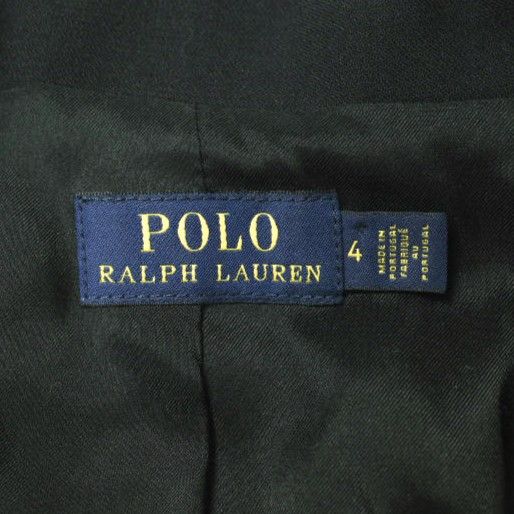 POLO
RALPH LAUREN
4
MADE IN
PORTUGAL
FABRIQUÉ
AU
PORTUGAL